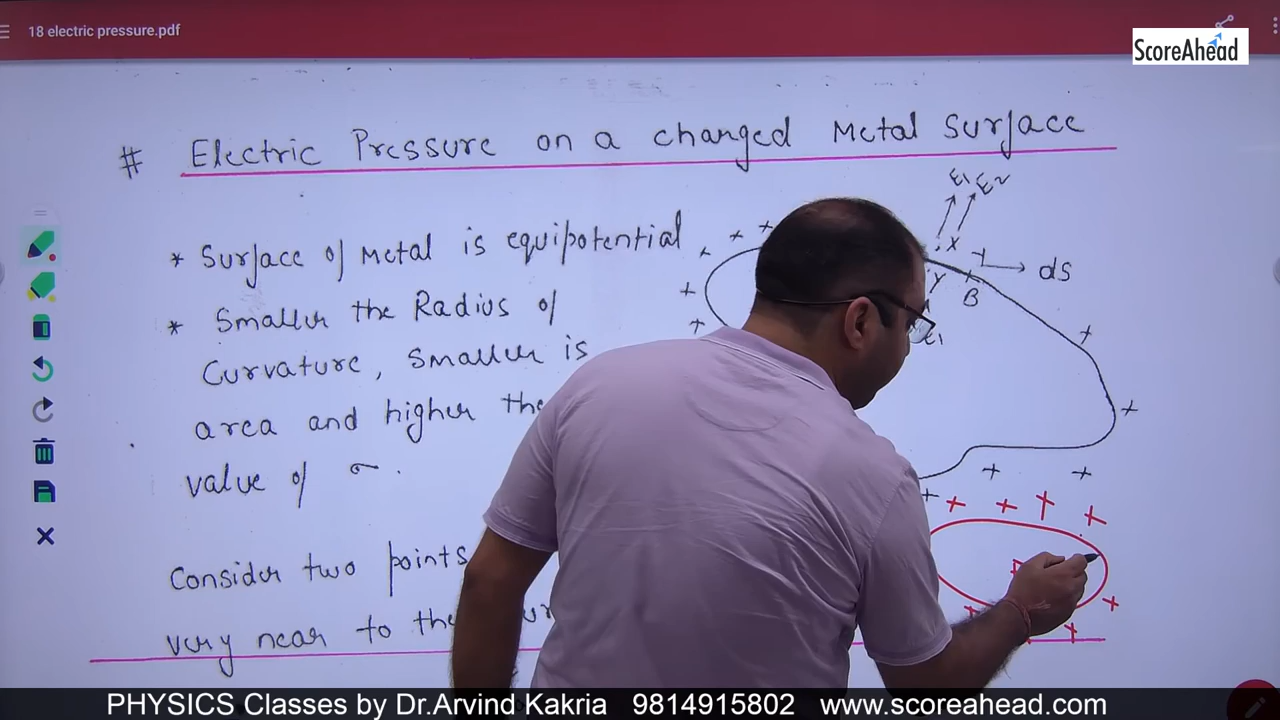 18 electric pressure.pdf
ScoreAhead
# Electric Pressure on a charged Metal Surface
E1 E2
* Surface of Metal is equipotential
X
ds
Y
B
* Smaller the Radius of
E1
Curvature, Smaller is
area and higher the
value of σ.
Consider two points
very near to the
PHYSICS Classes by Dr.Arvind Kakria 9814915802 www.scoreahead.com